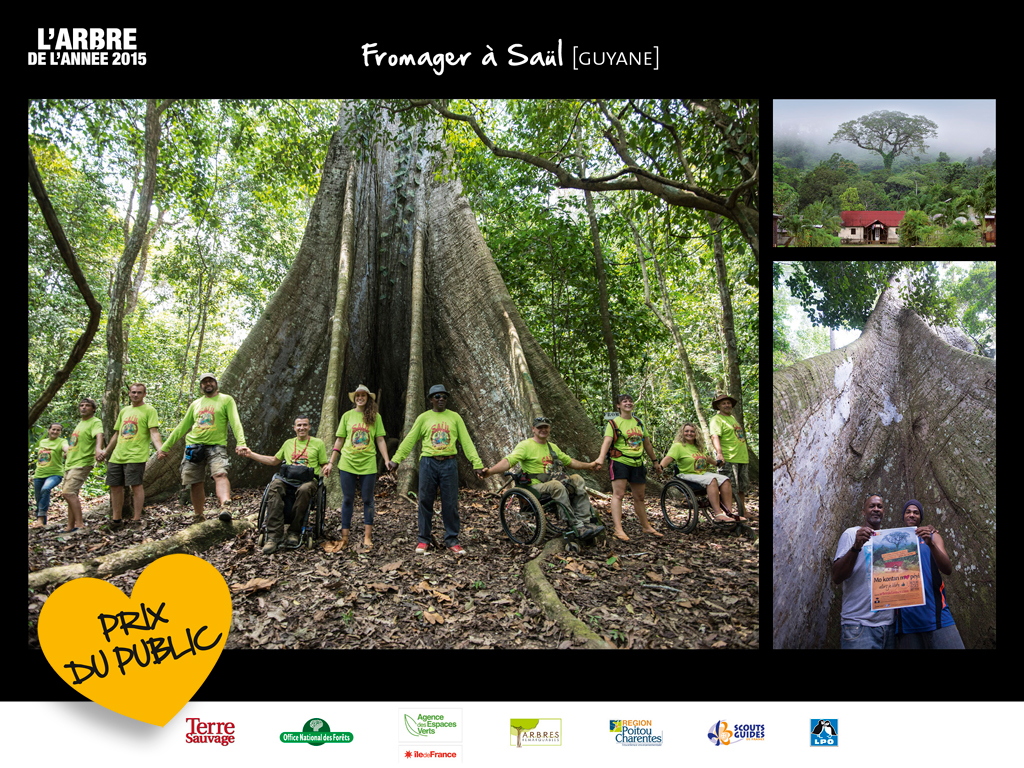 L'ARBRE
DE L'ANNEE 2015
Fromager à Saül [GUYANE]
PRIX
DU PUBLIC
Terre
Sauvage
Office National des Forêts
Agence
des Espaces
Verts
îledeFrance
ARBRES
REMARQUABLES
REGION
Poitou
Charentes
SCOUTS
GUIDES
LPO